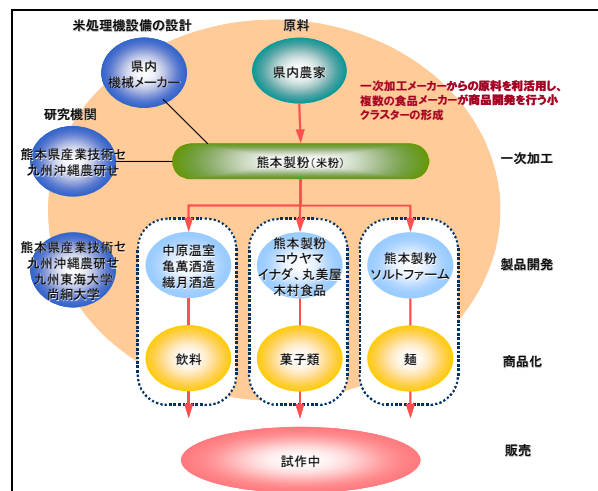 米処理機設備の設計
原料
県内
機械メーカー
県内農家
一次加工メーカーからの原料を利活用し、
複数の食品メーカーが商品開発を行う小
クラスターの形成
研究機関
熊本県産業技術セ
九州沖縄農研せ
熊本製粉（米粉）
一次加工
熊本県産業技術セ
九州沖縄農研せ
九州東海大学
尚絅大学
中原温室
亀萬酒造
繊月酒造
熊本製粉
コウヤマ
イナダ、丸美屋
木村食品
熊本製粉
ソルトファーム
製品開発
飲料
菓子類
麺
商品化
試作中
販売